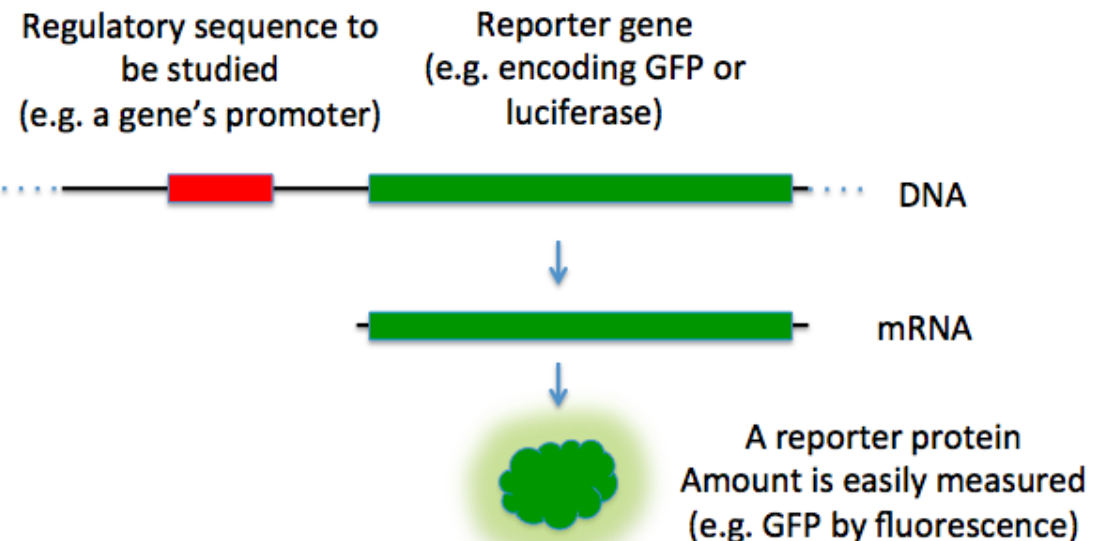 Regulatory sequence to
be studied
(e.g. a gene’s promoter)
Reporter gene
(e.g. encoding GFP or
luciferase)
DNA
mRNA
A reporter protein
Amount is easily measured
(e.g. GFP by fluorescence)